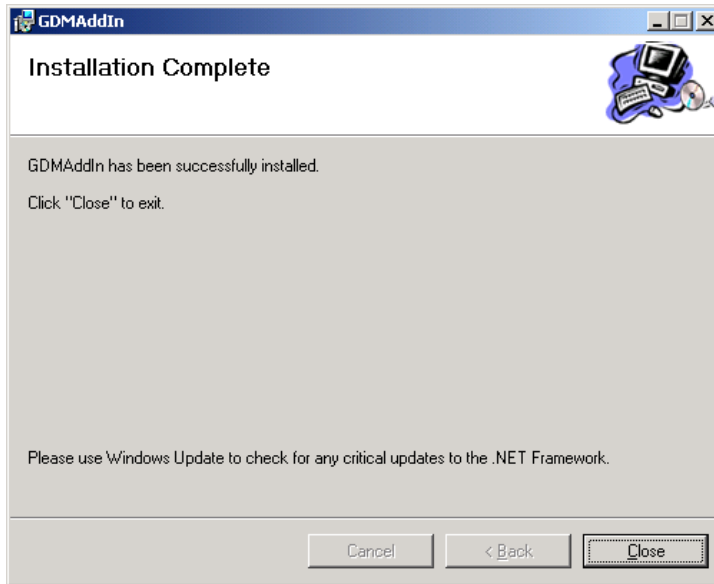 GDMAddIn
Installation Complete
GDMAddIn has been successfully installed.
Click "Close" to exit.
Please use Windows Update to check for any critical updates to the .NET Framework.
Cancel
< Back
Close